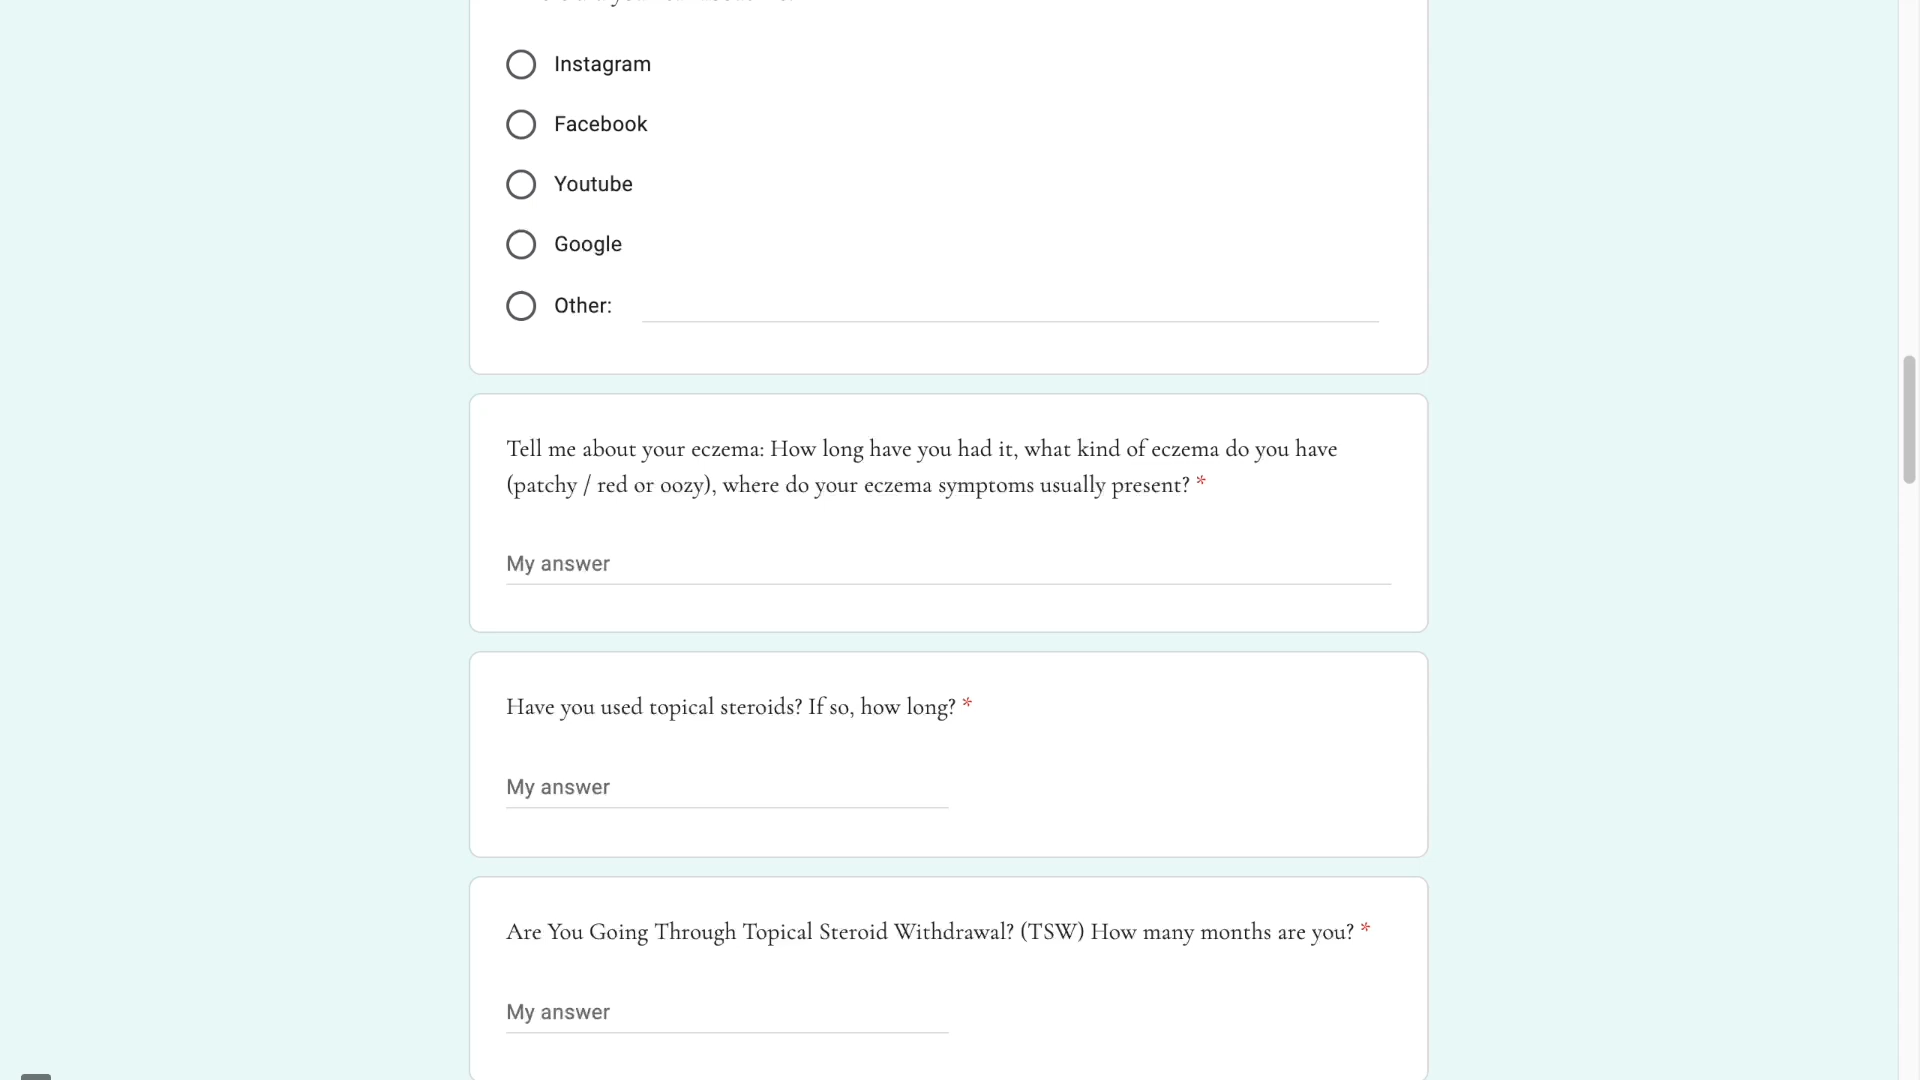 Instagram
Facebook
Youtube
Google
Other:
Tell me about your eczema: How long have you had it, what kind of eczema do you have
(patchy / red or oozy), where do your eczema symptoms usually present? *
My answer
Have you used topical steroids? If so, how long? *
My answer
Are You Going Through Topical Steroid Withdrawal? (TSW) How many months are you? *
My answer